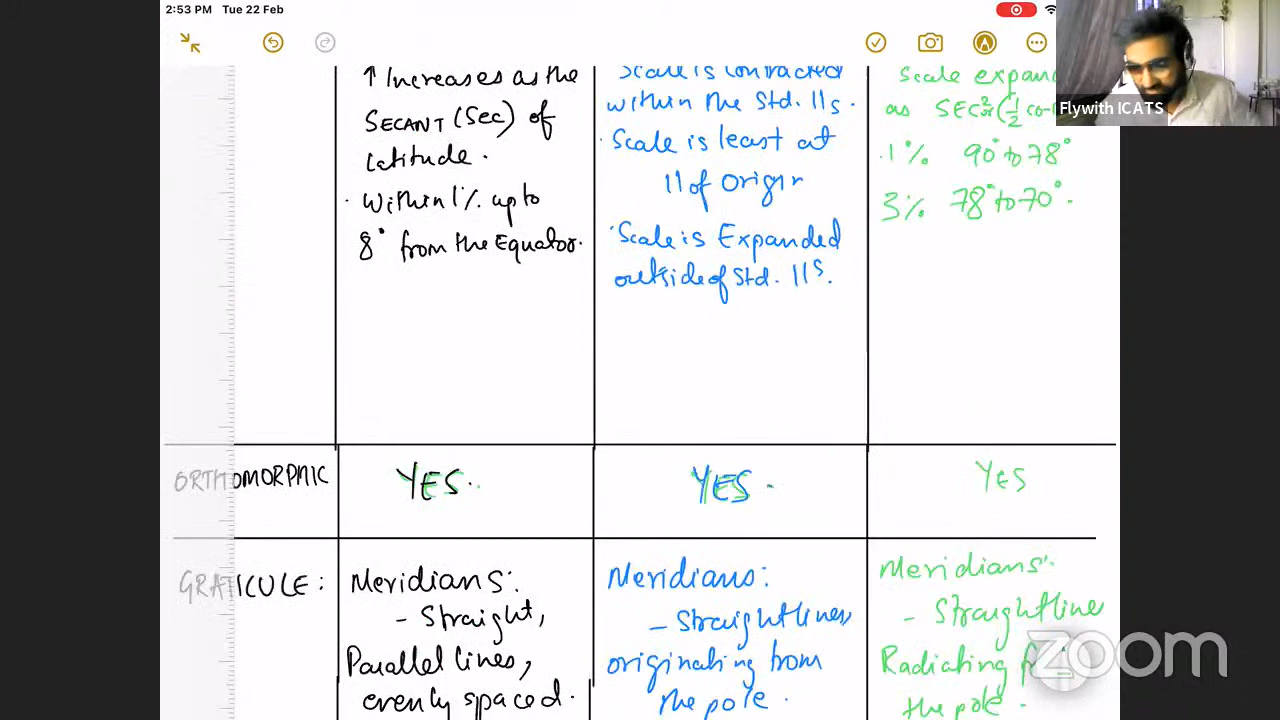 2:53 PM Tue 22 Feb
Flywith ICATS
↑ Increases as the
SECANT (Sec) of
latitude.
· Within 1% up to
8° from the Equator.
Scale is contracted
within the Std. 11s.
· Scale is least at
11 of Origin
· Scale is Expanded
outside of Std. 11s.
Scale expan
as SEC² (1/2 co-
1% 90° to 78°
3% 78° to 70°.
ORTHOMORPHIC
YES.
YES.
YES
GRATICULE:
Meridians:
- Straight,
Parallel lines,
evenly spaced.
Meridians:
- Straight lines,
originating from
the pole.
Meridians:
- Straight line
Radiating
the pole.
zoom